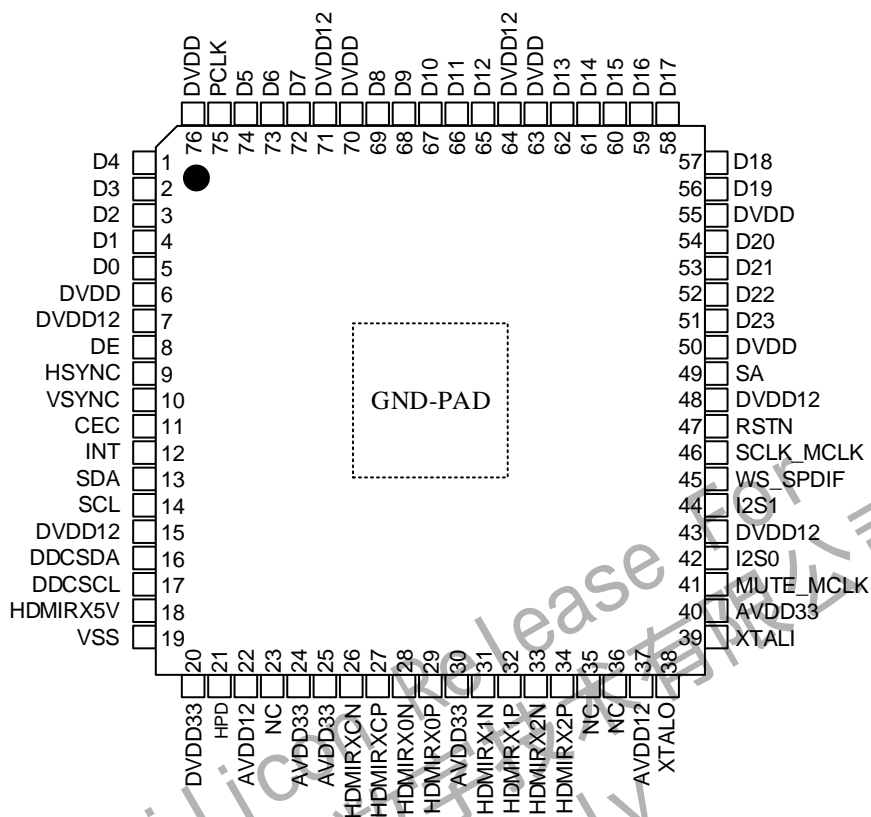 DVDD
PCLK
D5
D6
D7
DVDD12
DVDD
D8
D9
D10
D11
D12
DVDD12
DVDD
D13
D14
D15
D16
D17
76 75 74 73 72 71 70 69 68 67 66 65 64 63 62 61 60 59 58
D4 1
D3 2
D2 3
D1 4
D0 5
DVDD 6
DVDD12 7
DE 8
HSYNC 9
VSYNC 10
CEC 11
INT 12
SDA 13
SCL 14
DVDD12 15
DDCSDA 16
DDCSCL 17
HDMIRX5V 18
VSS 19
57 D18
56 D19
55 DVDD
54 D20
53 D21
52 D22
51 D23
50 DVDD
49 SA
48 DVDD12
47 RSTN
46 SCLK_MCLK
45 WS_SPDIF
44 I2S1
43 DVDD12
42 I2S0
41 MUTE_MCLK
40 AVDD33
39 XTALI
GND-PAD
20 21 22 23 24 25 26 27 28 29 30 31 32 33 34 35 36 37 38
DVDD33
HPD
AVDD12
NC
AVDD33
AVDD33
HDMIRXCN
HDMIRXCP
HDMIRX0N
HDMIRX0P
AVDD33
HDMIRX1N
HDMIRX1P
HDMIRX2N
HDMIRX2P
NC
NC
AVDD12
XTALO
Release For
技术有限公司